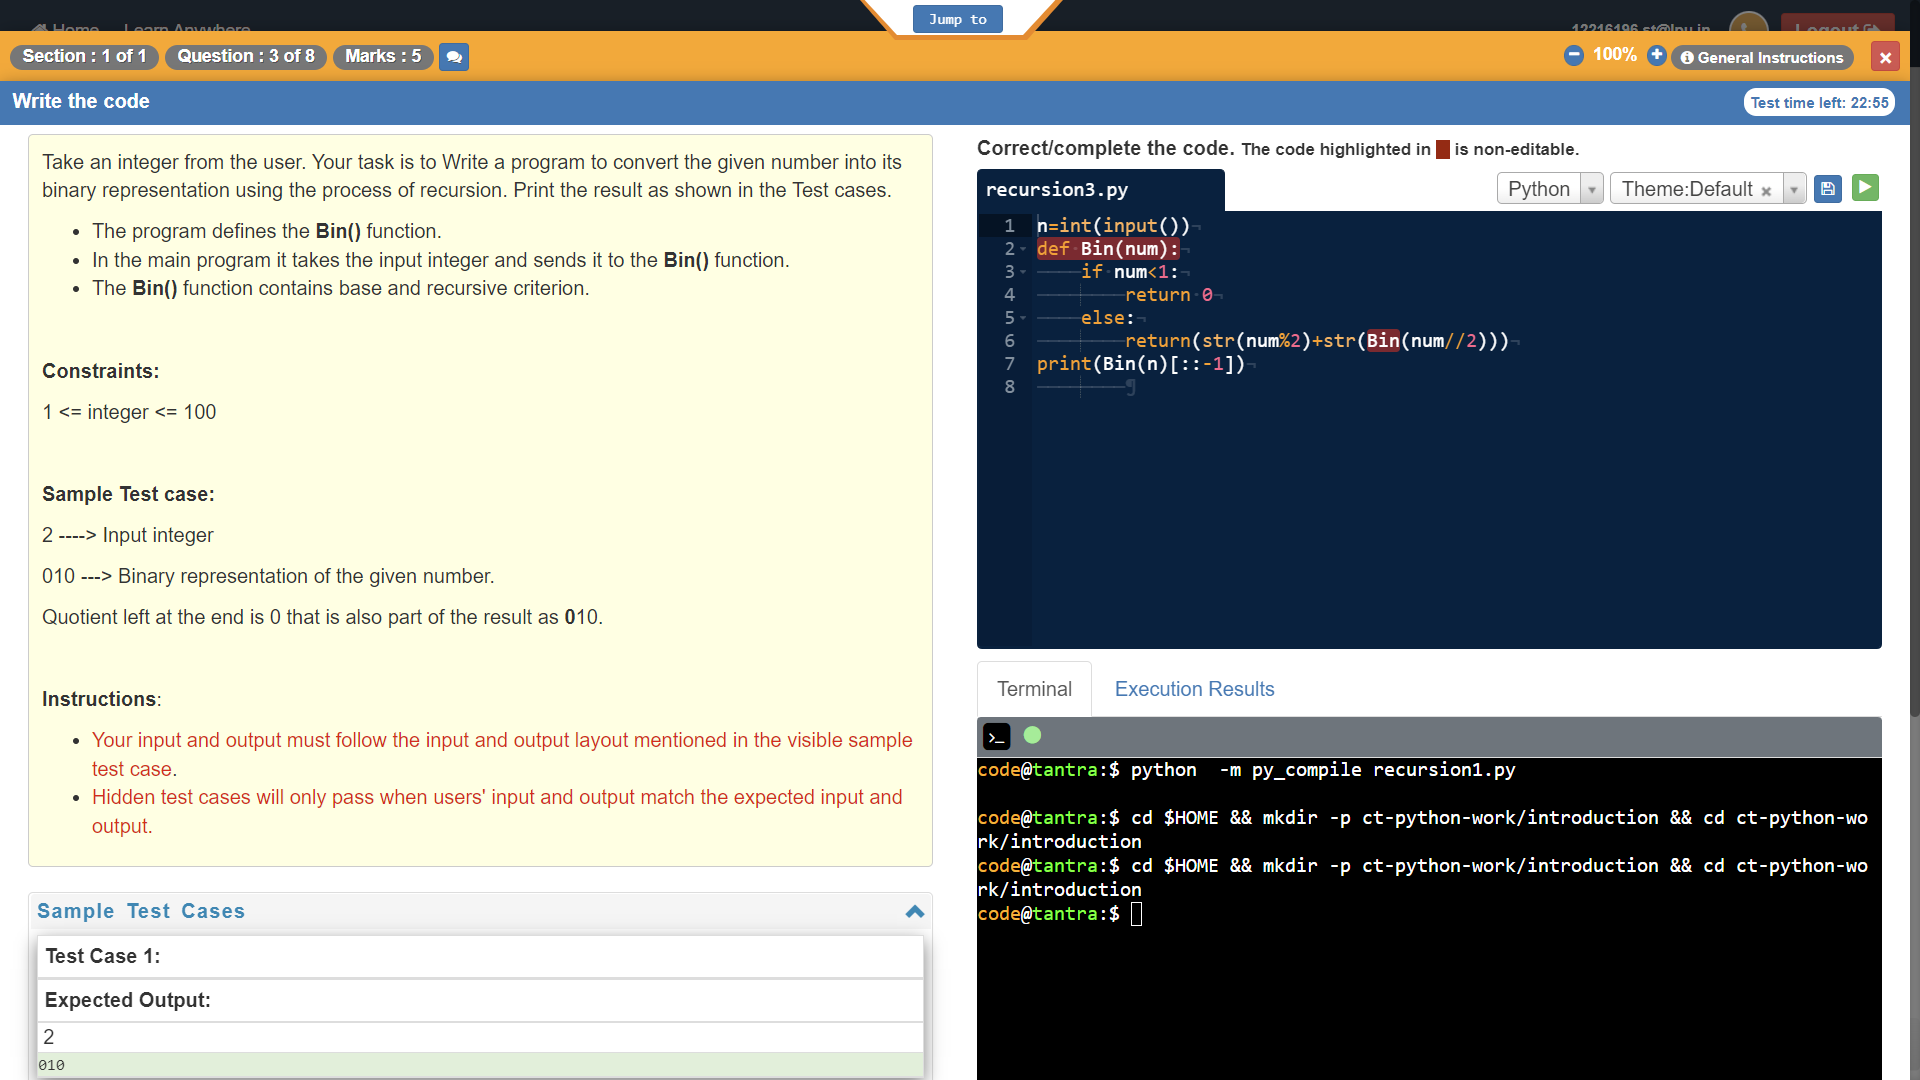 Jump to
Home Learn Anywhere
12216196.st@lpu.in
Logout
Section : 1 of 1
Question : 3 of 8
Marks : 5
100%
General Instructions
Write the code
Test time left: 22:55
Take an integer from the user. Your task is to Write a program to convert the given number into its
binary representation using the process of recursion. Print the result as shown in the Test cases.
• The program defines the Bin() function.
• In the main program it takes the input integer and sends it to the Bin() function.
• The Bin() function contains base and recursive criterion.
Constraints:
1 <= integer <= 100
Sample Test case:
2 ----> Input integer
010 ---> Binary representation of the given number.
Quotient left at the end is 0 that is also part of the result as 010.
Instructions:
• Your input and output must follow the input and output layout mentioned in the visible sample
test case.
• Hidden test cases will only pass when users' input and output match the expected input and
output.
Sample Test Cases
Test Case 1:
Expected Output:
2
010
Correct/complete the code. The code highlighted in is non-editable.
recursion3.py
Python
Theme:Default ×
1 n=int(input())
2 def Bin(num):
3 if num<1:
4 return 0
5 else:
6 return(str(num%2)+str(Bin(num//2)))
7 print(Bin(n)[::-1])
8
Terminal
Execution Results
code@tantra:$ python  -m py_compile recursion1.py
code@tantra:$ cd $HOME && mkdir -p ct-python-work/introduction && cd ct-python-wo
rk/introduction
code@tantra:$ cd $HOME && mkdir -p ct-python-work/introduction && cd ct-python-wo
rk/introduction
code@tantra:$